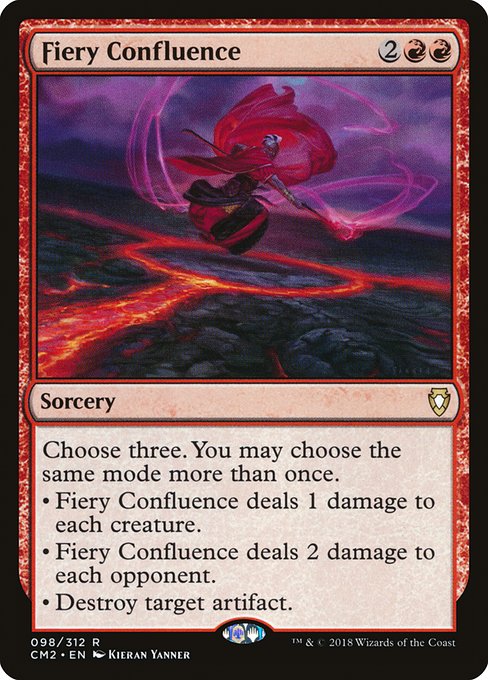 Fiery Confluence 2
Sorcery
Choose three. You may choose the
same mode more than once.
• Fiery Confluence deals 1 damage to
each creature.
• Fiery Confluence deals 2 damage to
each opponent.
• Destroy target artifact.
098/312 R
CM2 • EN Kieran Yanner
™ & © 2018 Wizards of the Coast